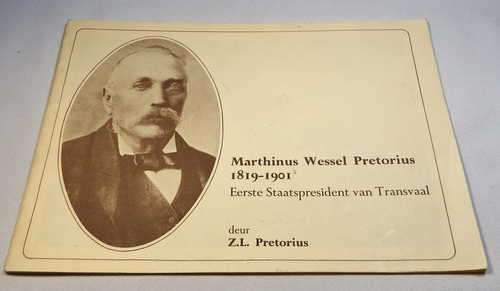 Marthinus Wessel Pretorius
1819-1901
Eerste Staatspresident van Transvaal
deur
Z.L. Pretorius